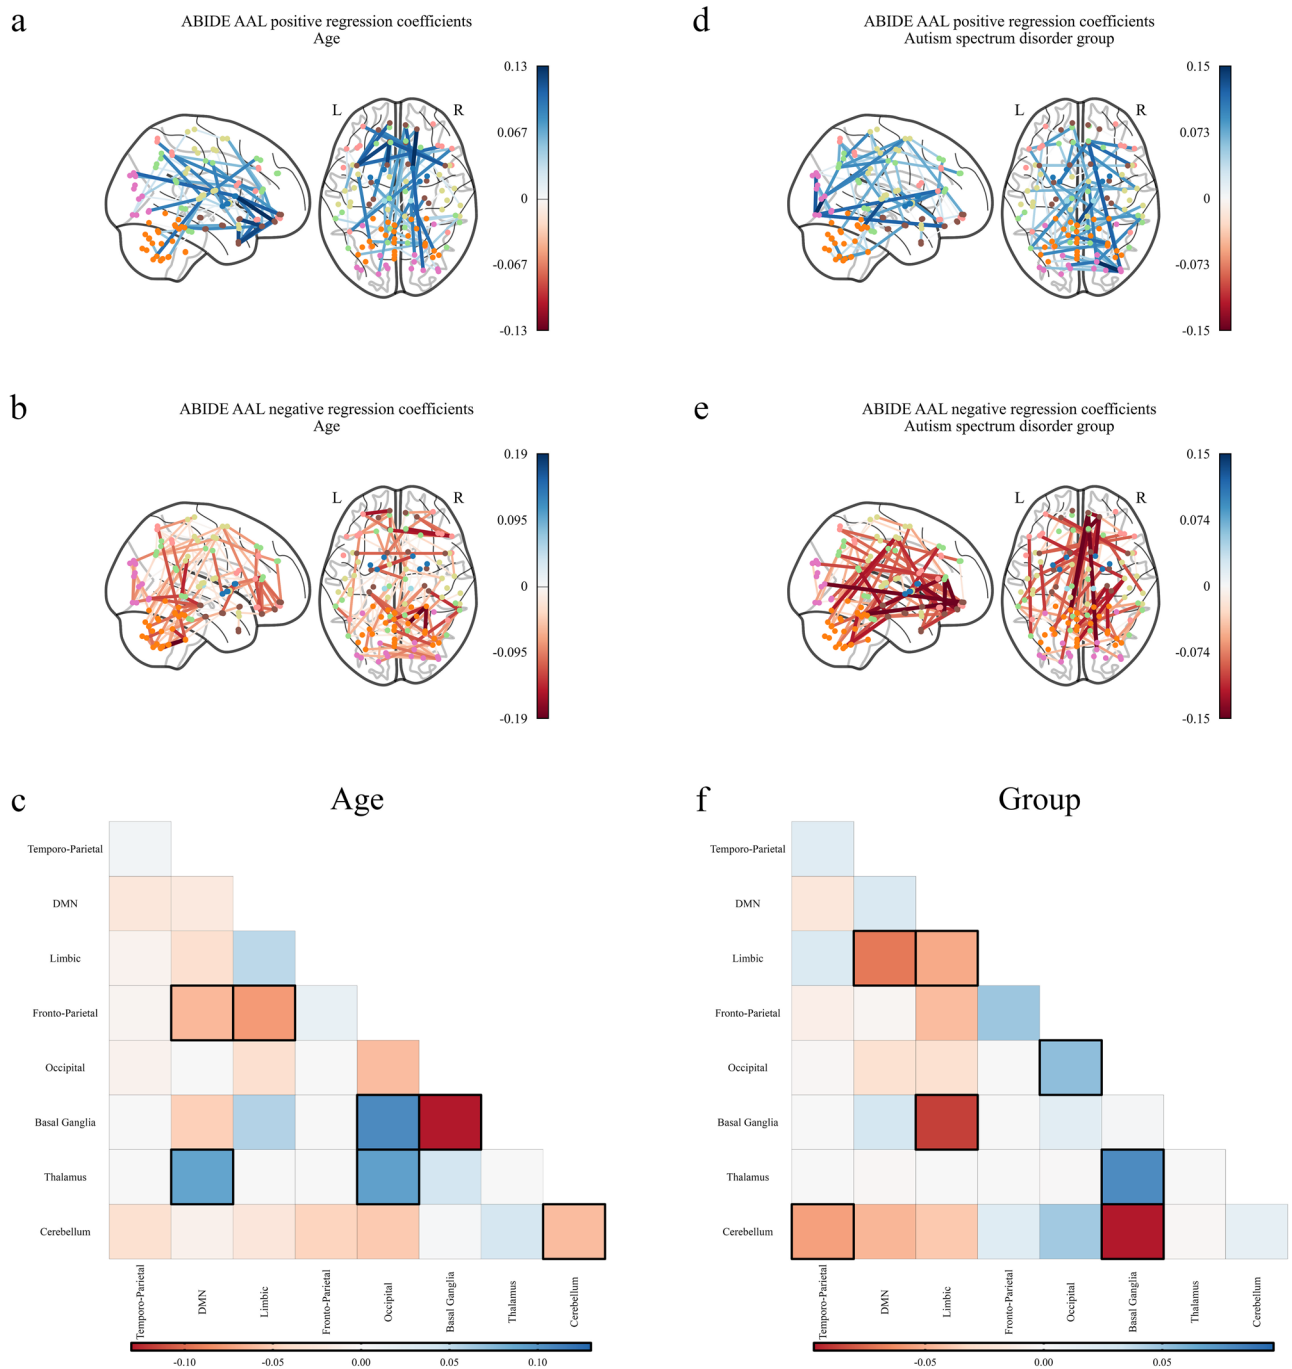 a
ABIDE AAL positive regression coefficients
Age
L
R
0.13
0.067
0
-0.067
-0.13
d
ABIDE AAL positive regression coefficients
Autism spectrum disorder group
L
R
0.15
0.073
0
-0.073
-0.15
b
ABIDE AAL negative regression coefficients
Age
L
R
0.19
0.095
0
-0.095
-0.19
e
ABIDE AAL negative regression coefficients
Autism spectrum disorder group
L
R
0.15
0.074
0
-0.074
-0.15
c
Age
Temporo-Parietal
DMN
Limbic
Fronto-Parietal
Occipital
Basal Ganglia
Thalamus
Cerebellum
Temporo-Parietal
DMN
Limbic
Fronto-Parietal
Occipital
Basal Ganglia
Thalamus
Cerebellum
-0.10
-0.05
0.00
0.05
0.10
f
Group
Temporo-Parietal
DMN
Limbic
Fronto-Parietal
Occipital
Basal Ganglia
Thalamus
Cerebellum
Temporo-Parietal
DMN
Limbic
Fronto-Parietal
Occipital
Basal Ganglia
Thalamus
Cerebellum
-0.05
0.00
0.05